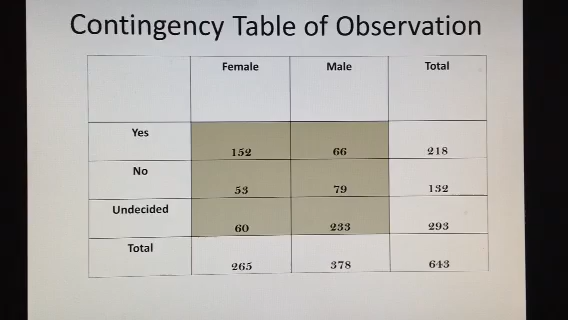 Contingency Table of Observation
Female Male Total
Yes 152 66 218
No 53 79 132
Undecided 60 233 293
Total 265 378 643